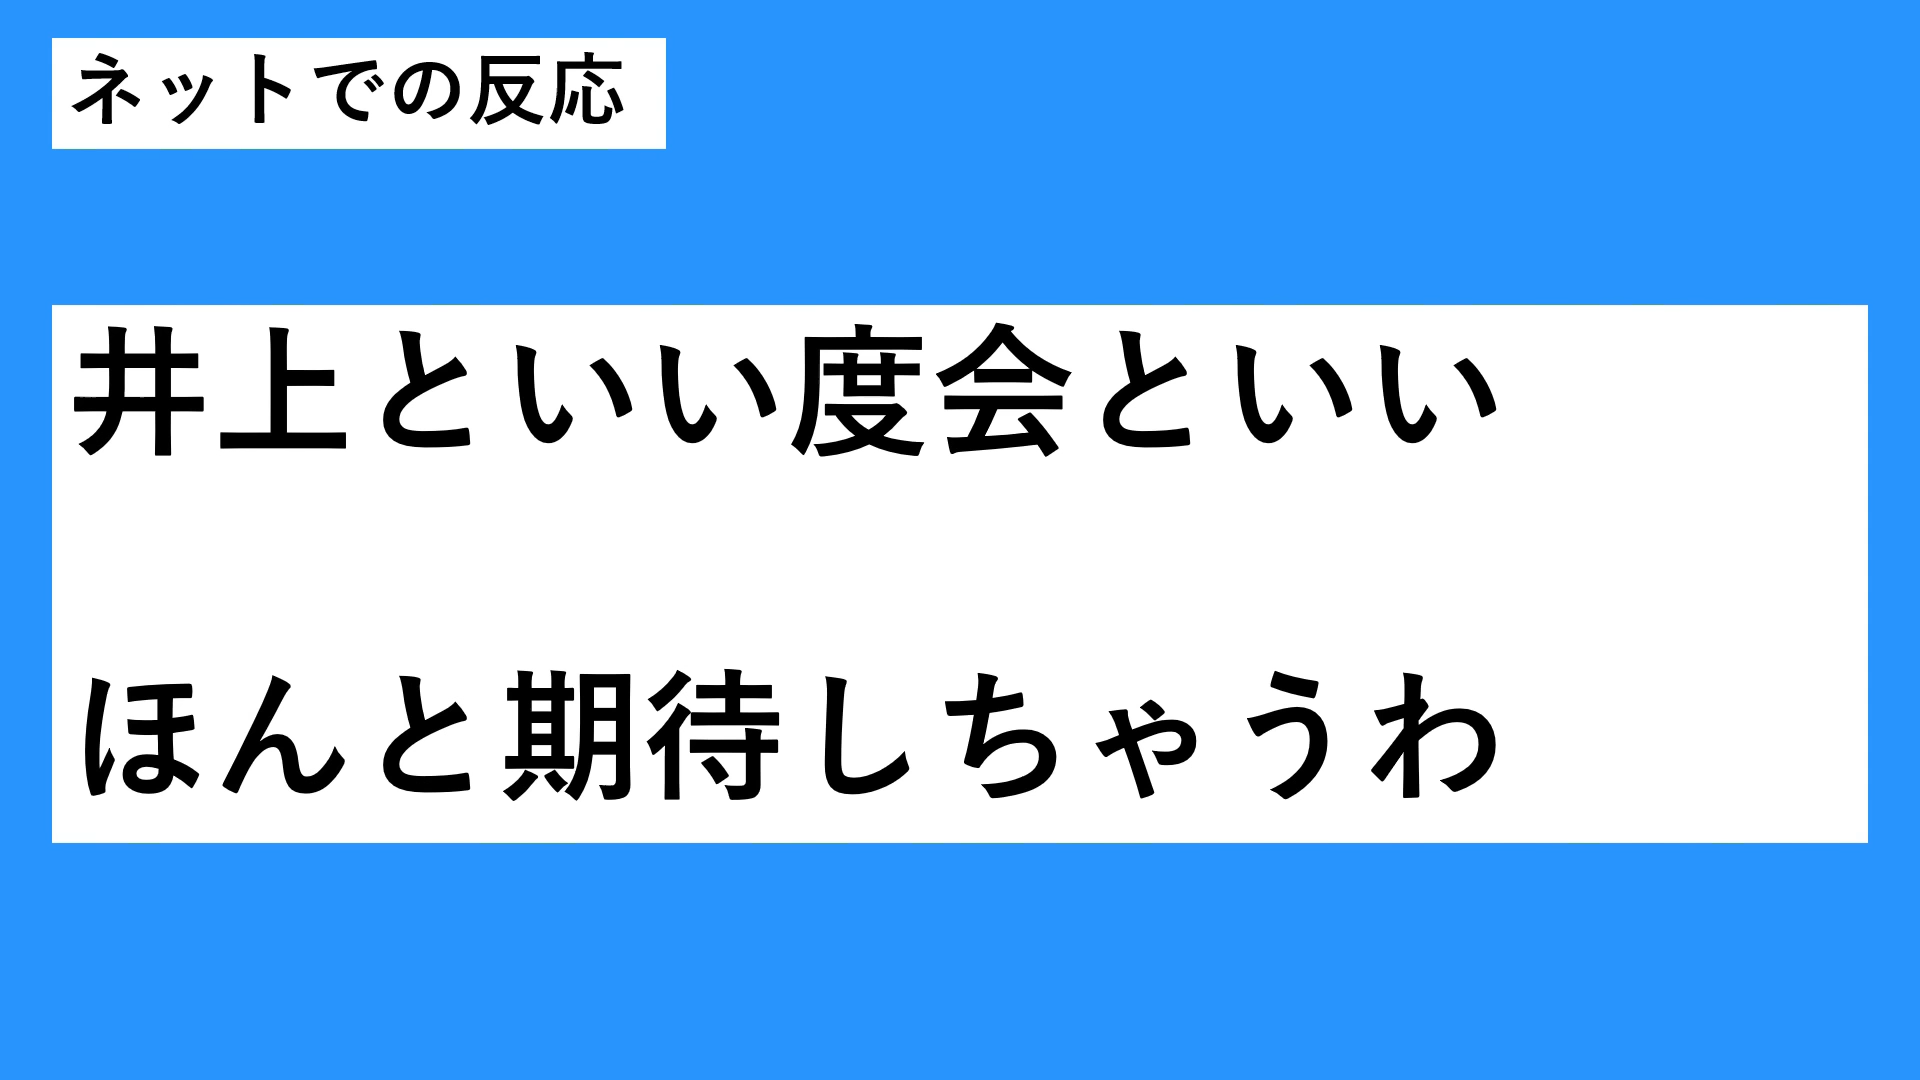 ネットでの反応
井上といい度会といい
ほんと期待しちゃうわ